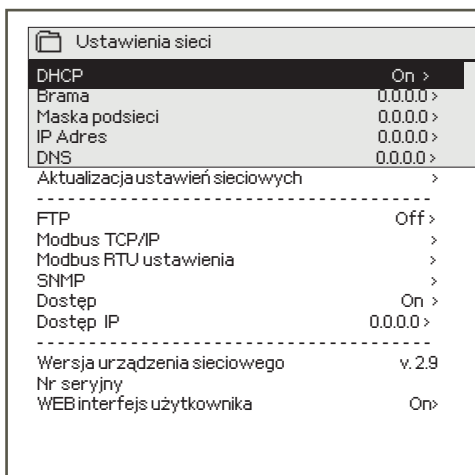 Ustawienia sieci
DHCP On >
Brama 0.0.0.0 >
Maska podsieci 0.0.0.0 >
IP Adres 0.0.0.0 >
DNS 0.0.0.0 >
Aktualizacja ustawień sieciowych >
FTP Off >
Modbus TCP/IP >
Modbus RTU ustawienia >
SNMP >
Dostęp On >
Dostęp IP 0.0.0.0 >
Wersja urządzenia sieciowego v. 2.9
Nr seryjny
WEB interfejs użytkownika On>